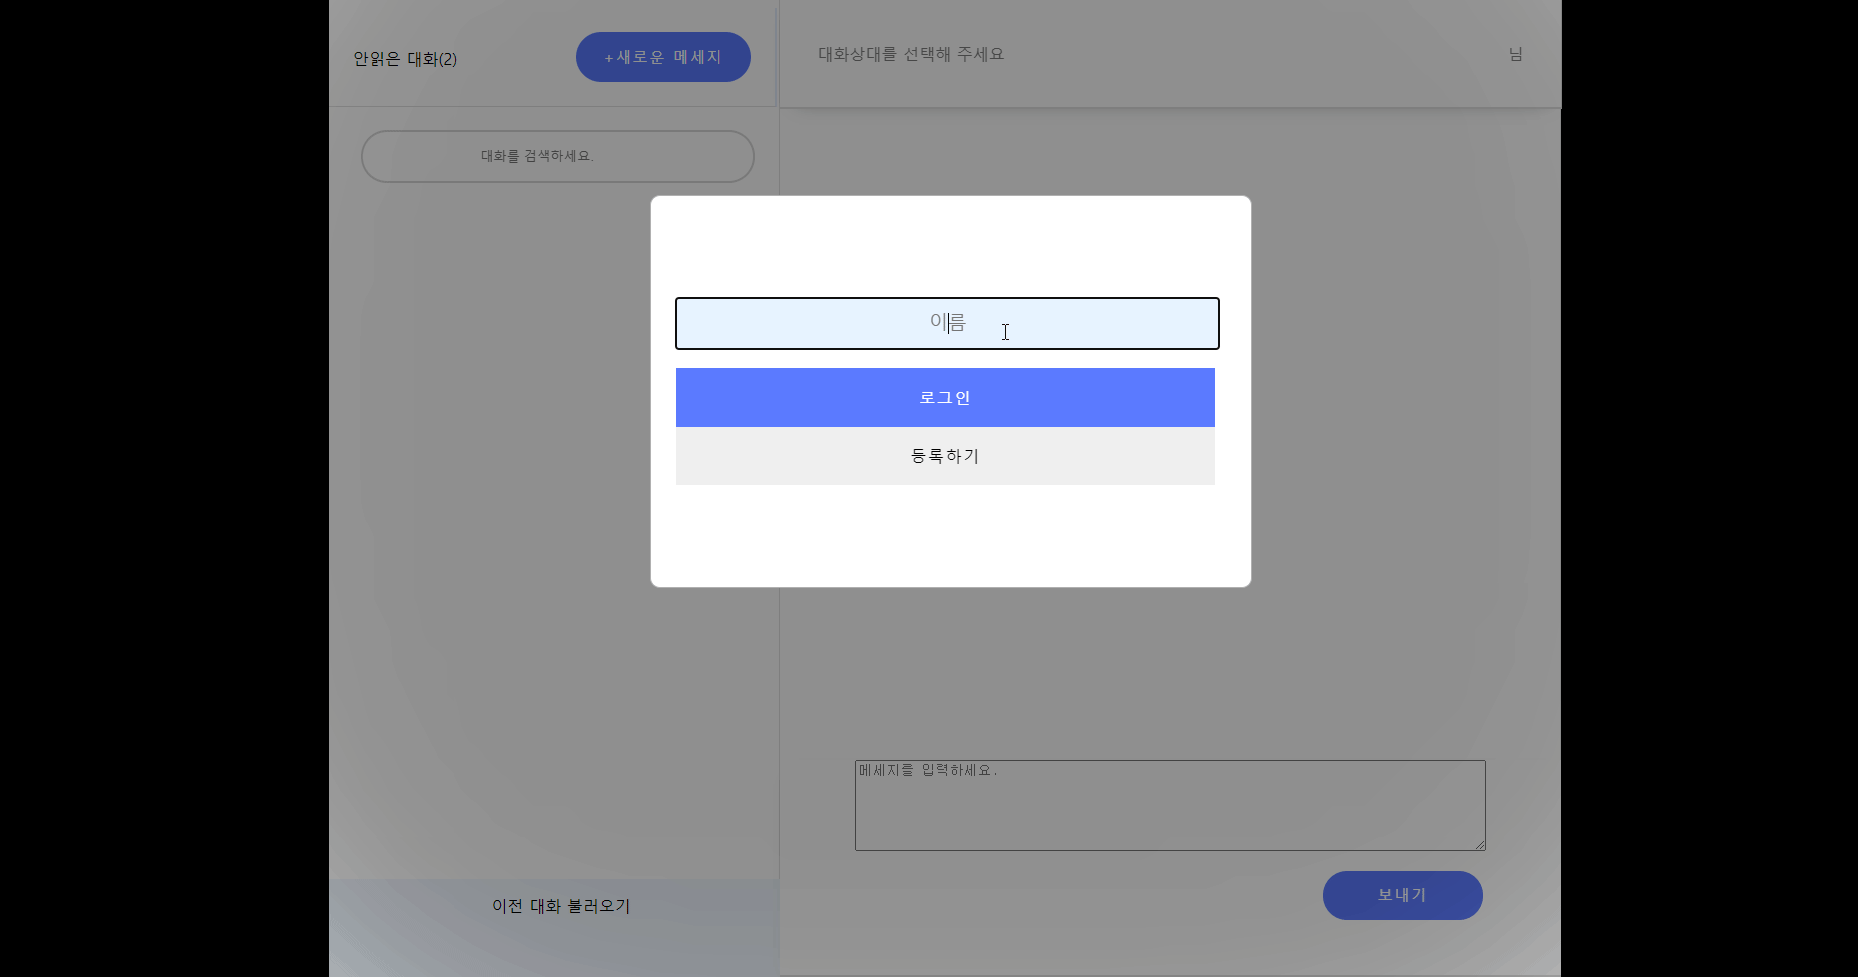 안읽은 대화(2)
+새로운 메세지
대화를 검색하세요.
이전 대화 불러오기
대화상대를 선택해 주세요
님
이름
로그인
등록하기
메세지를 입력하세요.
보내기